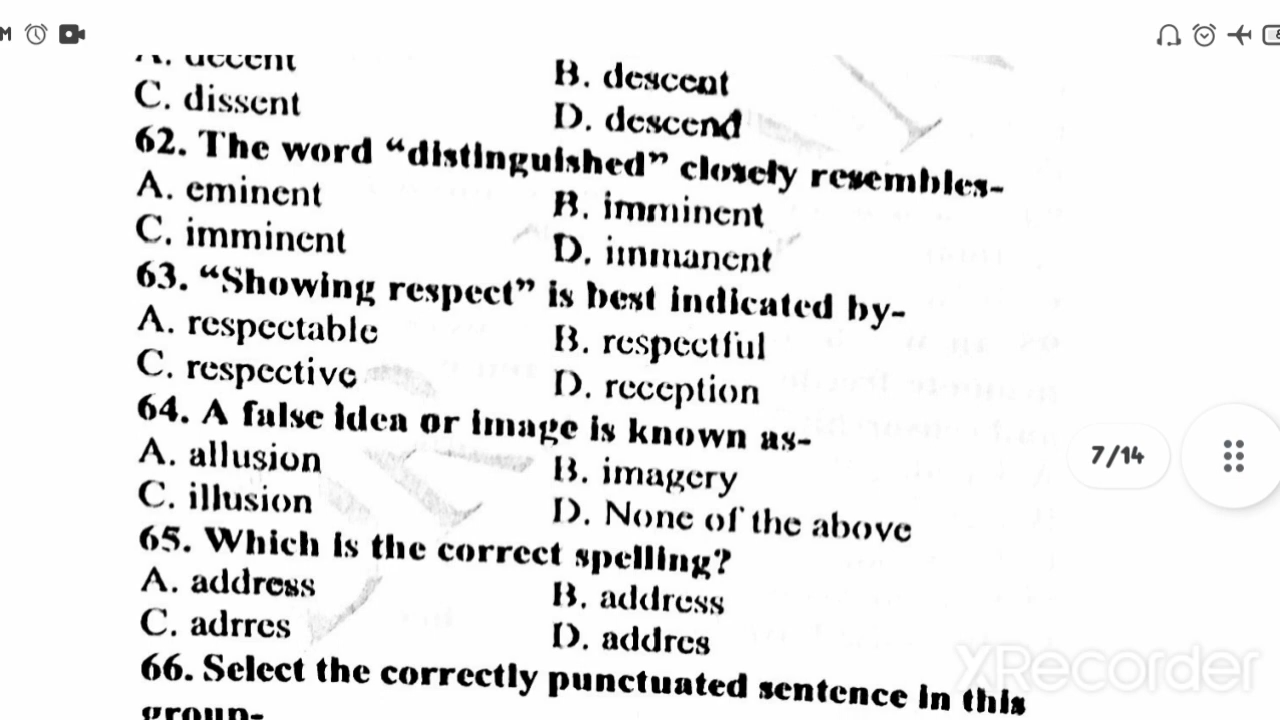 M
A. decent B. descent
C. dissent D. descend
62. The word “distinguished” closely resembles-
A. eminent B. imminent
C. imminent D. immanent
63. “Showing respect” is best indicated by-
A. respectable B. respectful
C. respective D. reception
64. A false idea or image is known as-
A. allusion B. imagery
C. illusion D. None of the above
7/14
65. Which is the correct spelling?
A. address B. address
C. adrres D. addres
66. Select the correctly punctuated sentence in this
group-
XRecorder